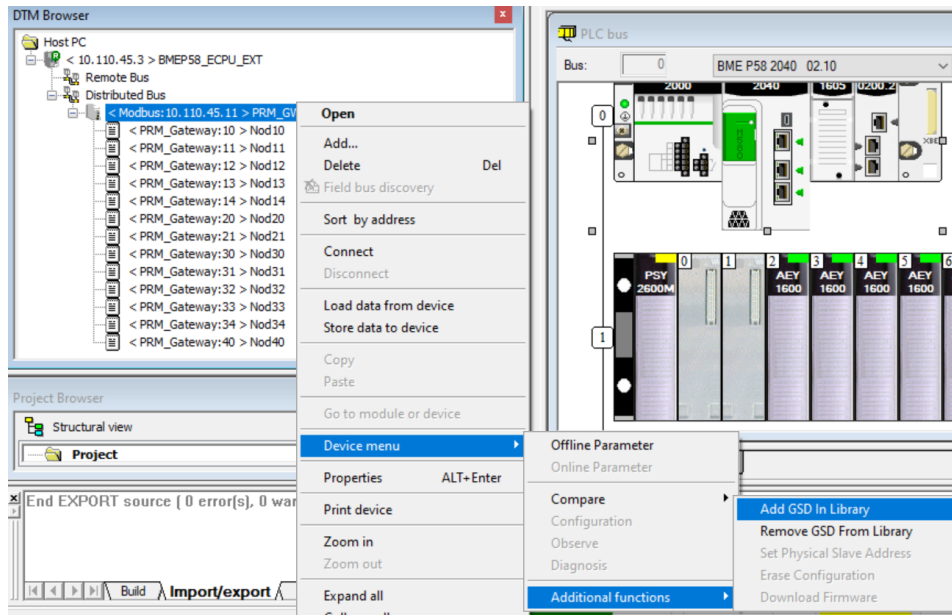 DTM Browser
Host PC
< 10.110.45.3 > BMEP58_ECPU_EXT
Remote Bus
Distributed Bus
< Modbus:10.110.45.11 > PRM_GW
< PRM_Gateway:10 > Nod10
< PRM_Gateway:11 > Nod11
< PRM_Gateway:12 > Nod12
< PRM_Gateway:13 > Nod13
< PRM_Gateway:14 > Nod14
< PRM_Gateway:20 > Nod20
< PRM_Gateway:21 > Nod21
< PRM_Gateway:30 > Nod30
< PRM_Gateway:31 > Nod31
< PRM_Gateway:32 > Nod32
< PRM_Gateway:33 > Nod33
< PRM_Gateway:34 > Nod34
< PRM_Gateway:40 > Nod40
Project Browser
Structural view
Project
End EXPORT source ( 0 error(s), 0 war
Build
Import/export
Open
Add...
Delete Del
Field bus discovery
Sort by address
Connect
Disconnect
Load data from device
Store data to device
Copy
Paste
Go to module or device
Device menu
Properties ALT+Enter
Print device
Zoom in
Zoom out
Expand all
Offline Parameter
Online Parameter
Compare
Configuration
Observe
Diagnosis
Additional functions
Add GSD In Library
Remove GSD From Library
Set Physical Slave Address
Erase Configuration
Download Firmware
PLC bus
Bus: 0 BME P58 2040 02.10
2000 2040 1605 0200.2
0
XBE
1
0 1 2 3 4 5 6
PSY 2600M
AEY 1600
AEY 1600
AEY 1600
AEY 1600